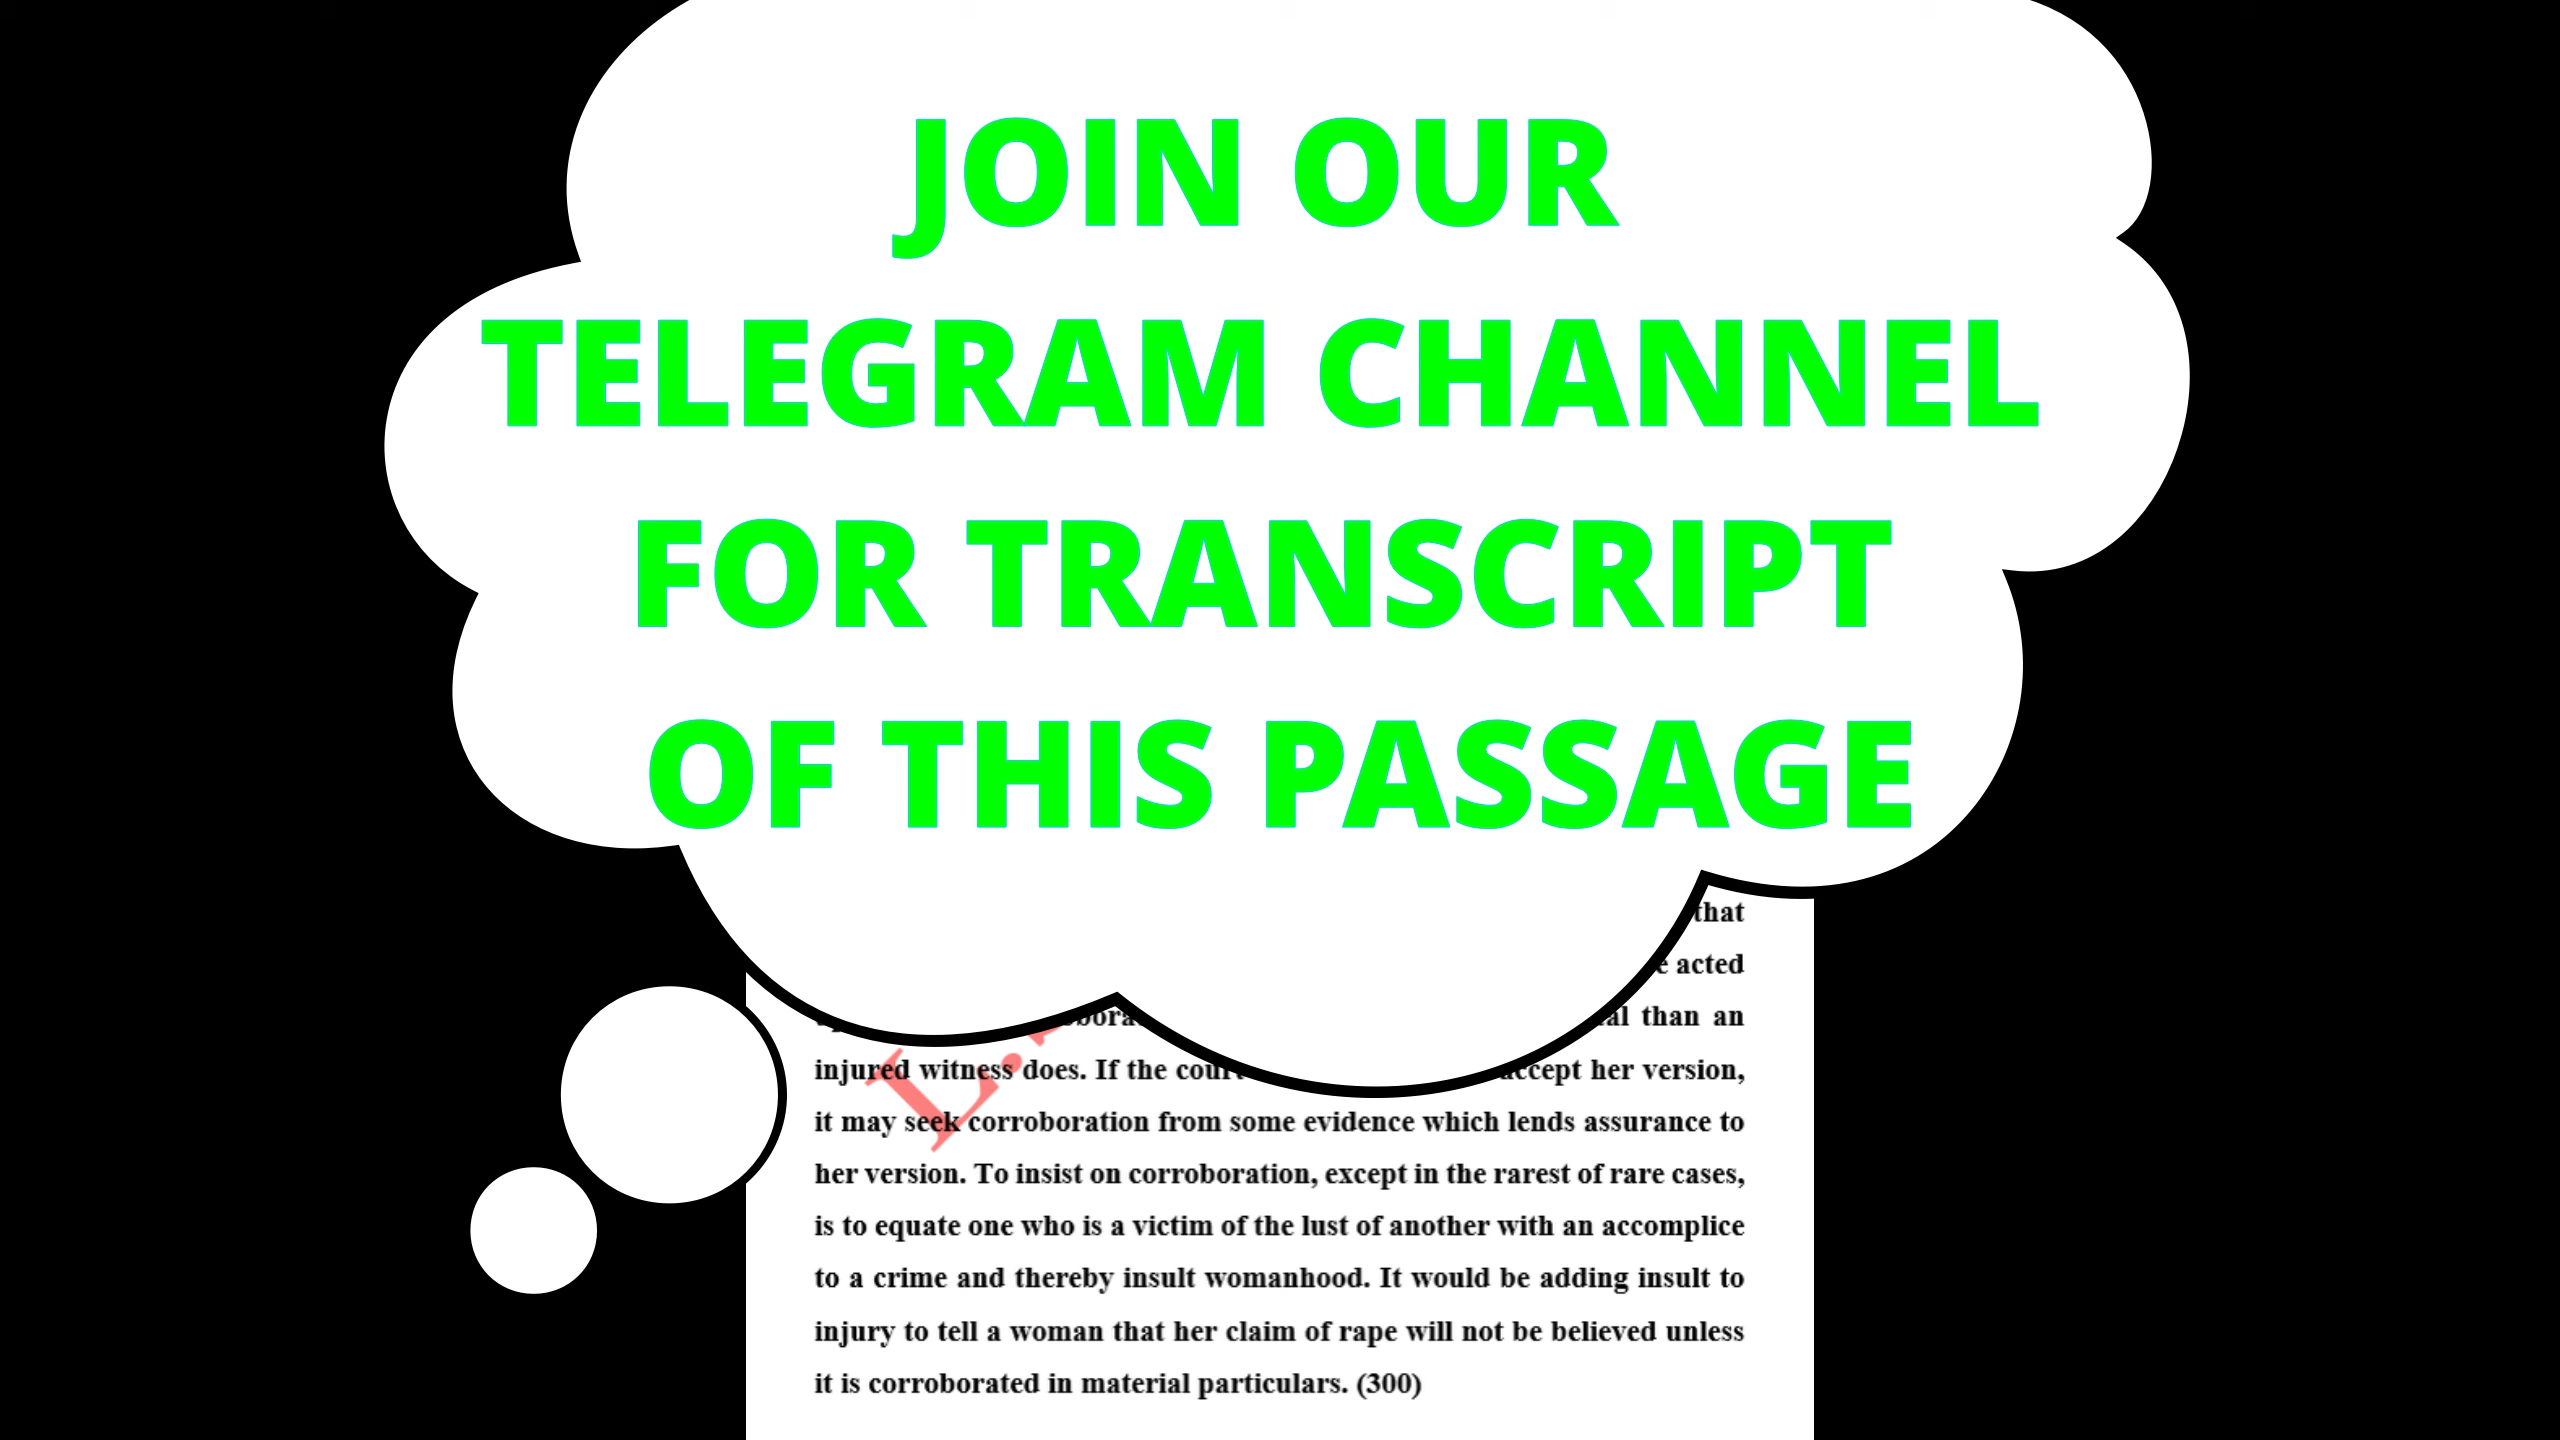 JOIN OUR
TELEGRAM CHANNEL
FOR TRANSCRIPT
OF THIS PASSAGE
that
acted
than an
injured witness does. If the court accept her version,
it may seek corroboration from some evidence which lends assurance to
her version. To insist on corroboration, except in the rarest of rare cases,
is to equate one who is a victim of the lust of another with an accomplice
to a crime and thereby insult womanhood. It would be adding insult to
injury to tell a woman that her claim of rape will not be believed unless
it is corroborated in material particulars. (300)